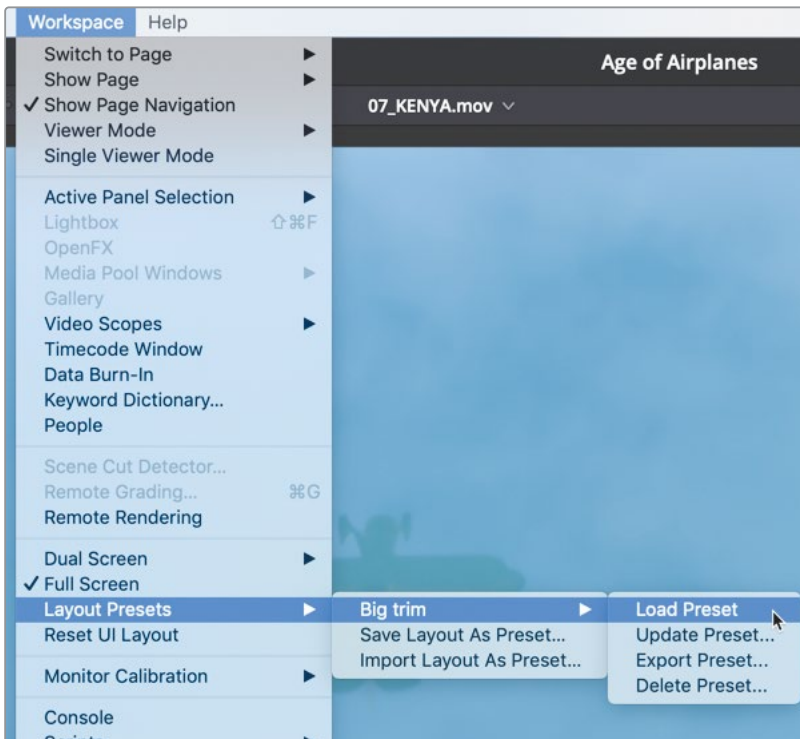 Workspace Help
Age of Airplanes
07_KENYA.mov
Switch to Page
Show Page
✓ Show Page Navigation
Viewer Mode
Single Viewer Mode
Active Panel Selection
Lightbox ⇧⌘F
OpenFX
Media Pool Windows
Gallery
Video Scopes
Timecode Window
Data Burn-In
Keyword Dictionary...
People
Scene Cut Detector...
Remote Grading... ⌘G
Remote Rendering
Dual Screen
✓ Full Screen
Layout Presets
Reset UI Layout
Monitor Calibration
Console
Big trim
Save Layout As Preset...
Import Layout As Preset...
Load Preset
Update Preset...
Export Preset...
Delete Preset...